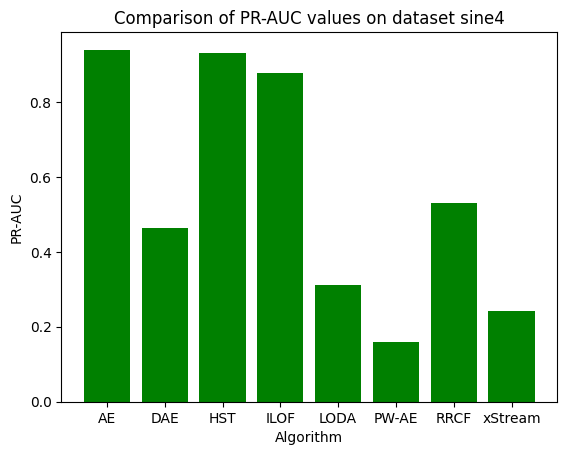 Comparison of PR-AUC values on dataset sine4
0.8
0.6
0.4
0.2
0.0
PR-AUC
AE DAE HST ILOF LODA PW-AE RRCF xStream
Algorithm